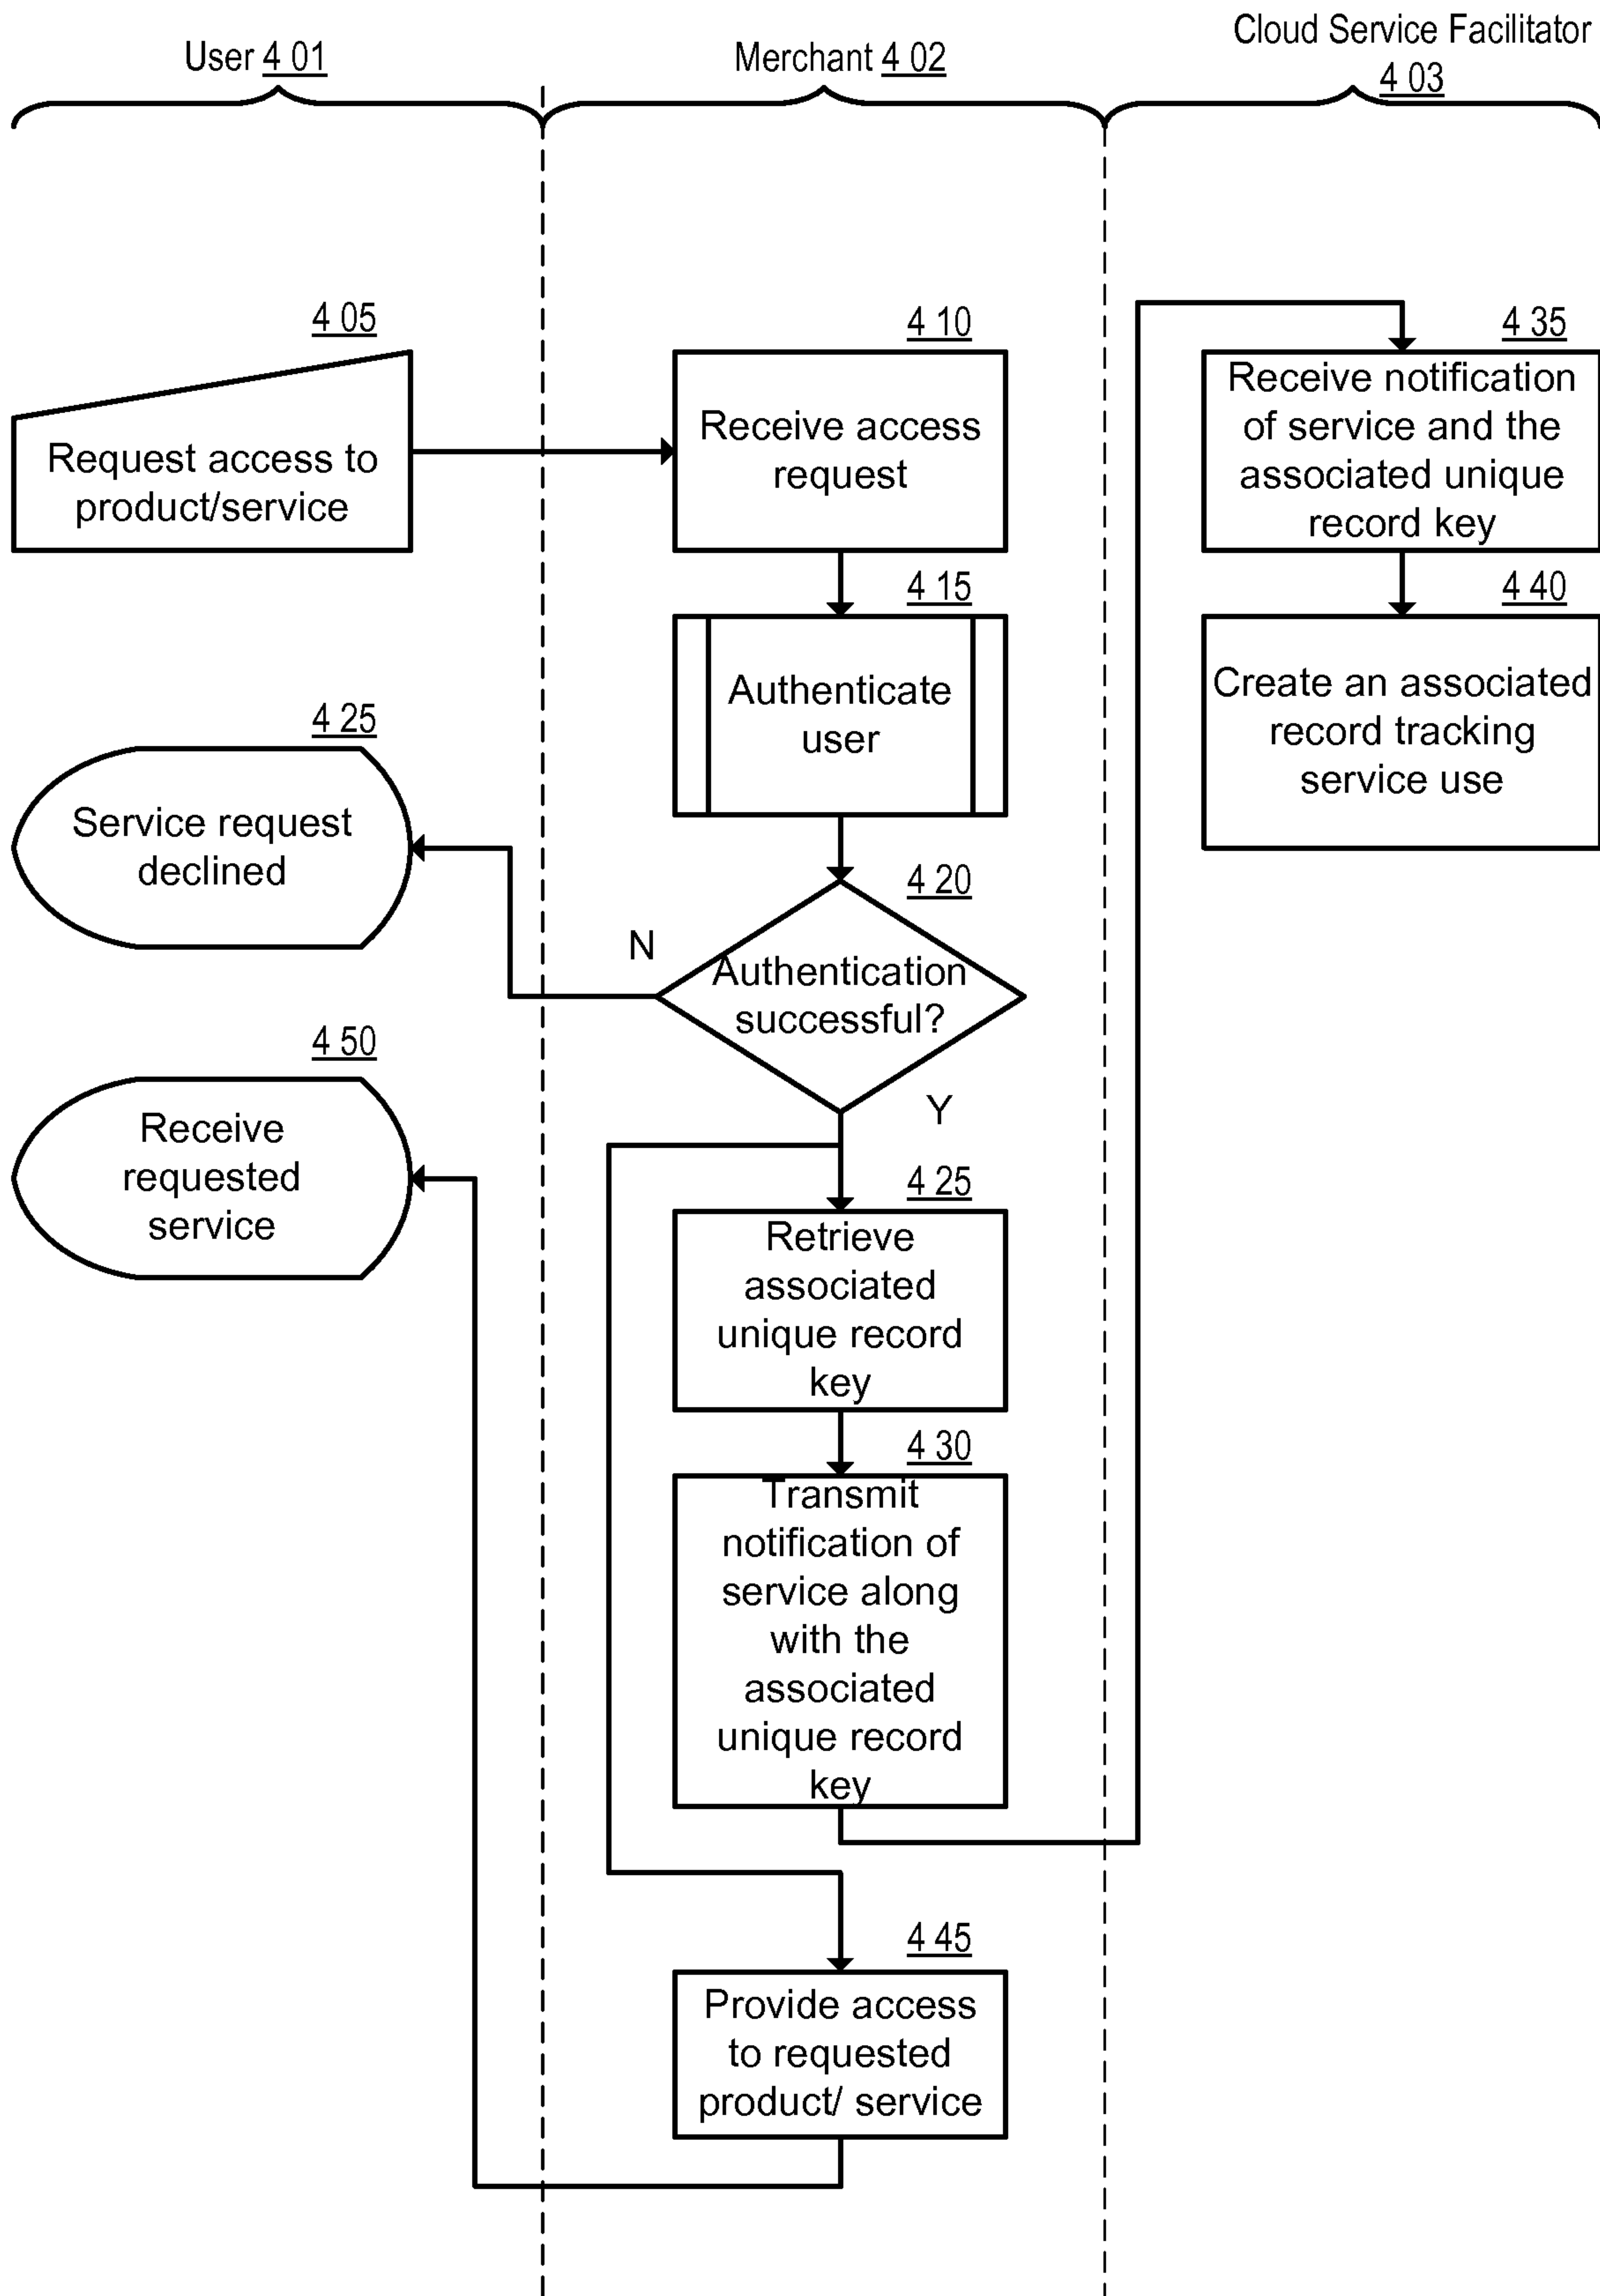 User 4 01
Merchant 4 02
Cloud Service Facilitator
4 03
4 05
Request access to
product/service
4 10
Receive access
request
4 15
Authenticate
user
4 20
Authentication
successful?
N
Y
4 25
Service request
declined
4 50
Receive
requested
service
4 25
Retrieve
associated
unique record
key
4 30
Transmit
notification of
service along
with the
associated
unique record
key
4 45
Provide access
to requested
product/ service
4 35
Receive notification
of service and the
associated unique
record key
4 40
Create an associated
record tracking
service use